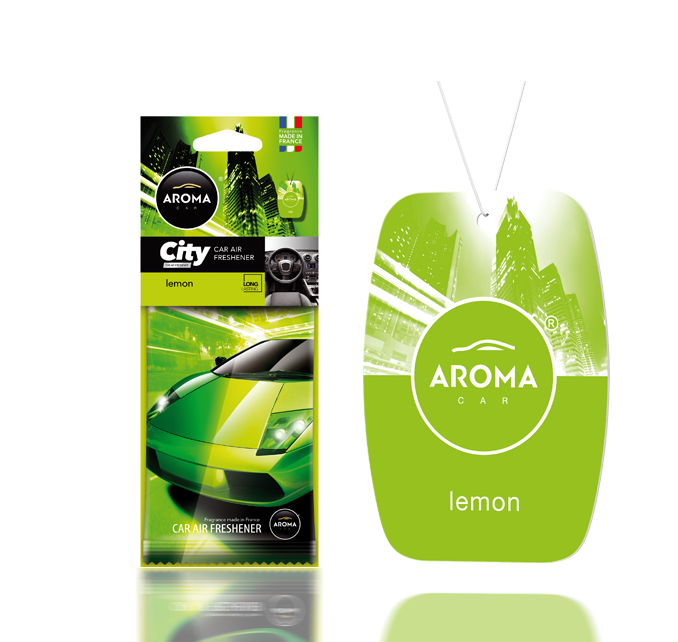 Fragrance
MADE IN
FRANCE
AROMA
CAR
City
CAR AIR
FRESHENER
lemon
LONG
LASTING
Fragrance made in France
CAR AIR FRESHENER
AROMA
AROMA
®
CAR
lemon